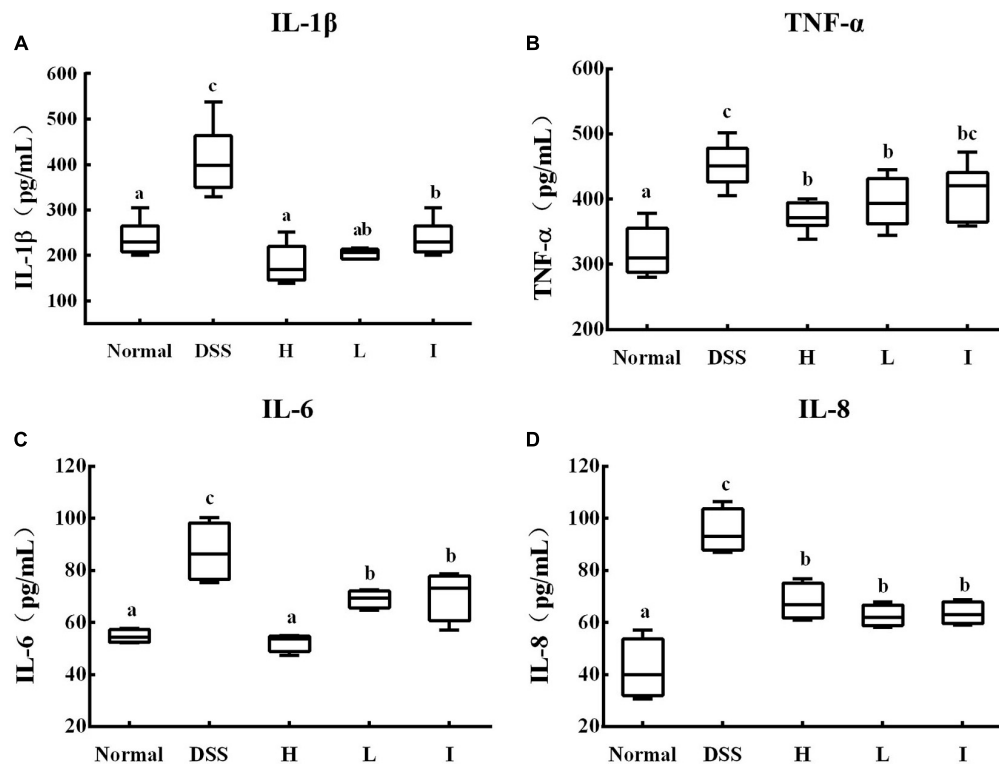 IL-1β
A
IL-1β（pg/mL）
600
500
400
300
200
100
a
c
a
ab
b
Normal DSS H L I
TNF-α
B
TNF-α（pg/mL）
600
500
400
300
200
a
c
b
b
bc
Normal DSS H L I
IL-6
C
IL-6（pg/mL）
120
100
80
60
40
20
a
c
a
b
b
Normal DSS H L I
IL-8
D
IL-8（pg/mL）
120
100
80
60
40
20
a
c
b
b
b
Normal DSS H L I